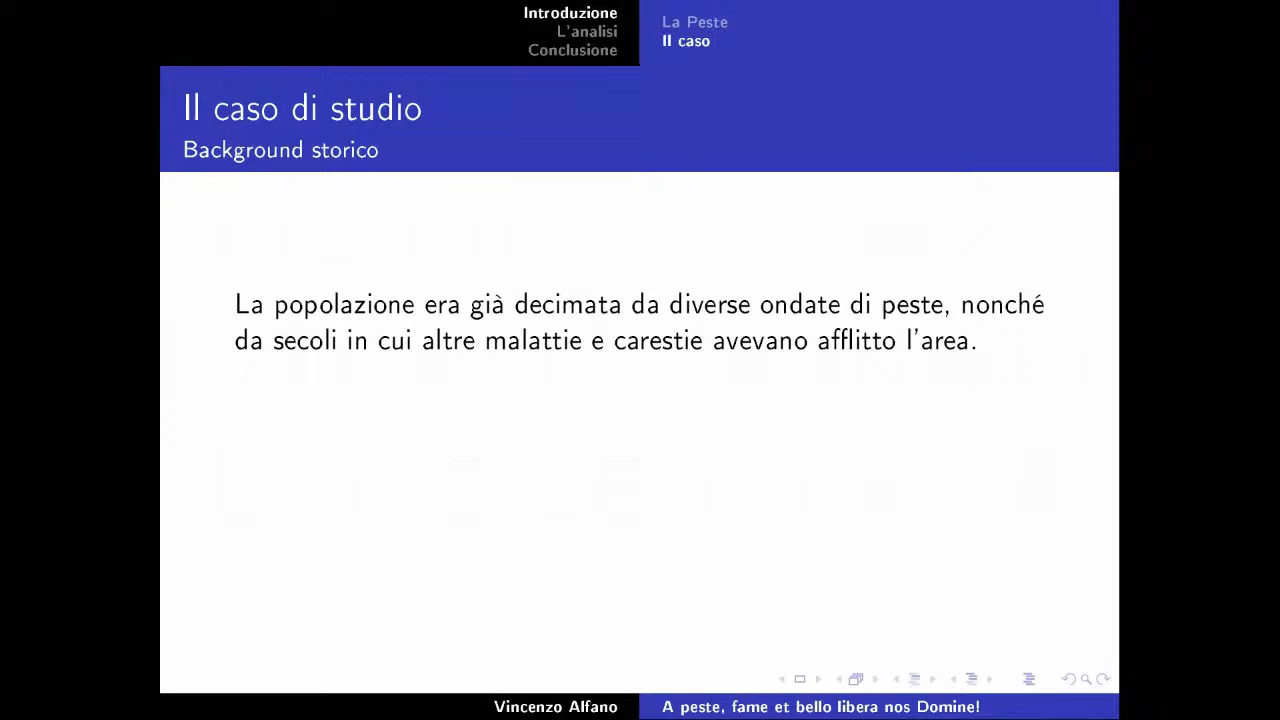 Introduzione
L'analisi
Conclusione
La Peste
Il caso
Il caso di studio
Background storico
La popolazione era già decimata da diverse ondate di peste, nonché
da secoli in cui altre malattie e carestie avevano afflitto l'area.
Vincenzo Alfano
A peste, fame et bello libera nos Domine!